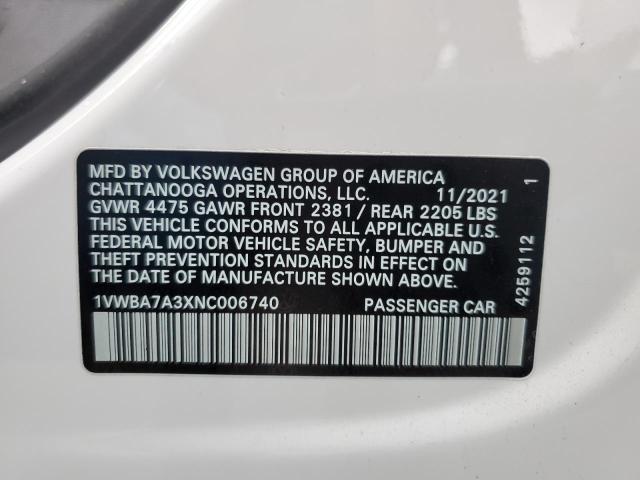 MFD BY VOLKSWAGEN GROUP OF AMERICA
CHATTANOOGA OPERATIONS, LLC. 11/2021
GVWR 4475 GAWR FRONT 2381 / REAR 2205 LBS
THIS VEHICLE CONFORMS TO ALL APPLICABLE U.S.
FEDERAL MOTOR VEHICLE SAFETY, BUMPER AND
THEFT PREVENTION STANDARDS IN EFFECT ON
THE DATE OF MANUFACTURE SHOWN ABOVE.
1VWBA7A3XNC006740 PASSENGER CAR
4259112 1